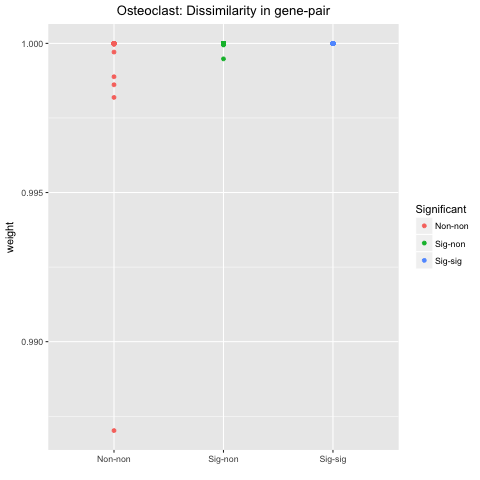 Osteoclast: Dissimilarity in gene-pair
1.000
0.995
0.990
weight
Non-non
Sig-non
Sig-sig
Significant
Non-non
Sig-non
Sig-sig